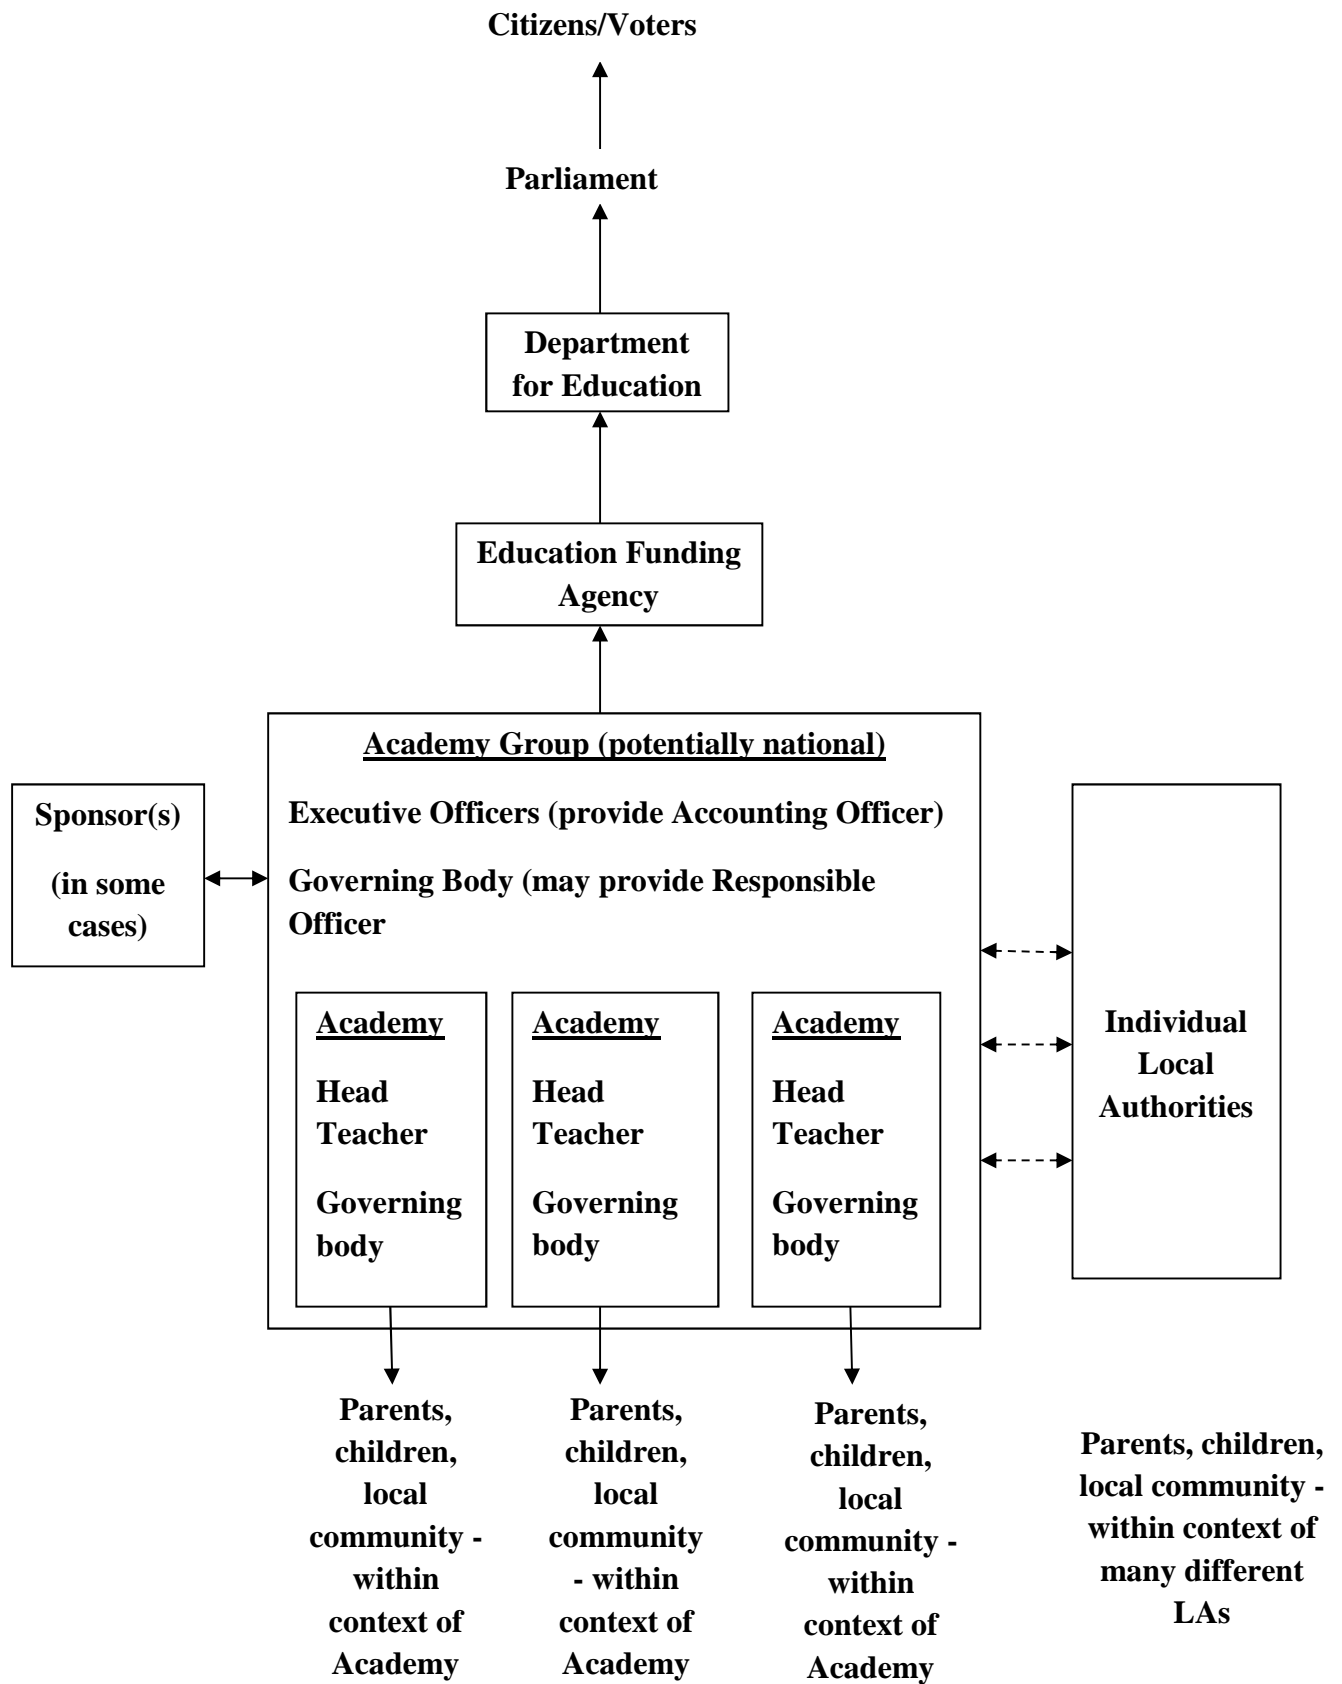 Citizens/Voters
Parliament
Department
for Education
Education Funding
Agency
Academy Group (potentially national)
Executive Officers (provide Accounting Officer)
Governing Body (may provide Responsible
Officer
Sponsor(s)
(in some
cases)
Academy
Head
Teacher
Governing
body
Academy
Head
Teacher
Governing
body
Academy
Head
Teacher
Governing
body
Individual
Local
Authorities
Parents,
children,
local
community -
within
context of
Academy
Parents,
children,
local
community
- within
context of
Academy
Parents,
children,
local
community -
within
context of
Academy
Parents, children,
local community -
within context of
many different
LAs